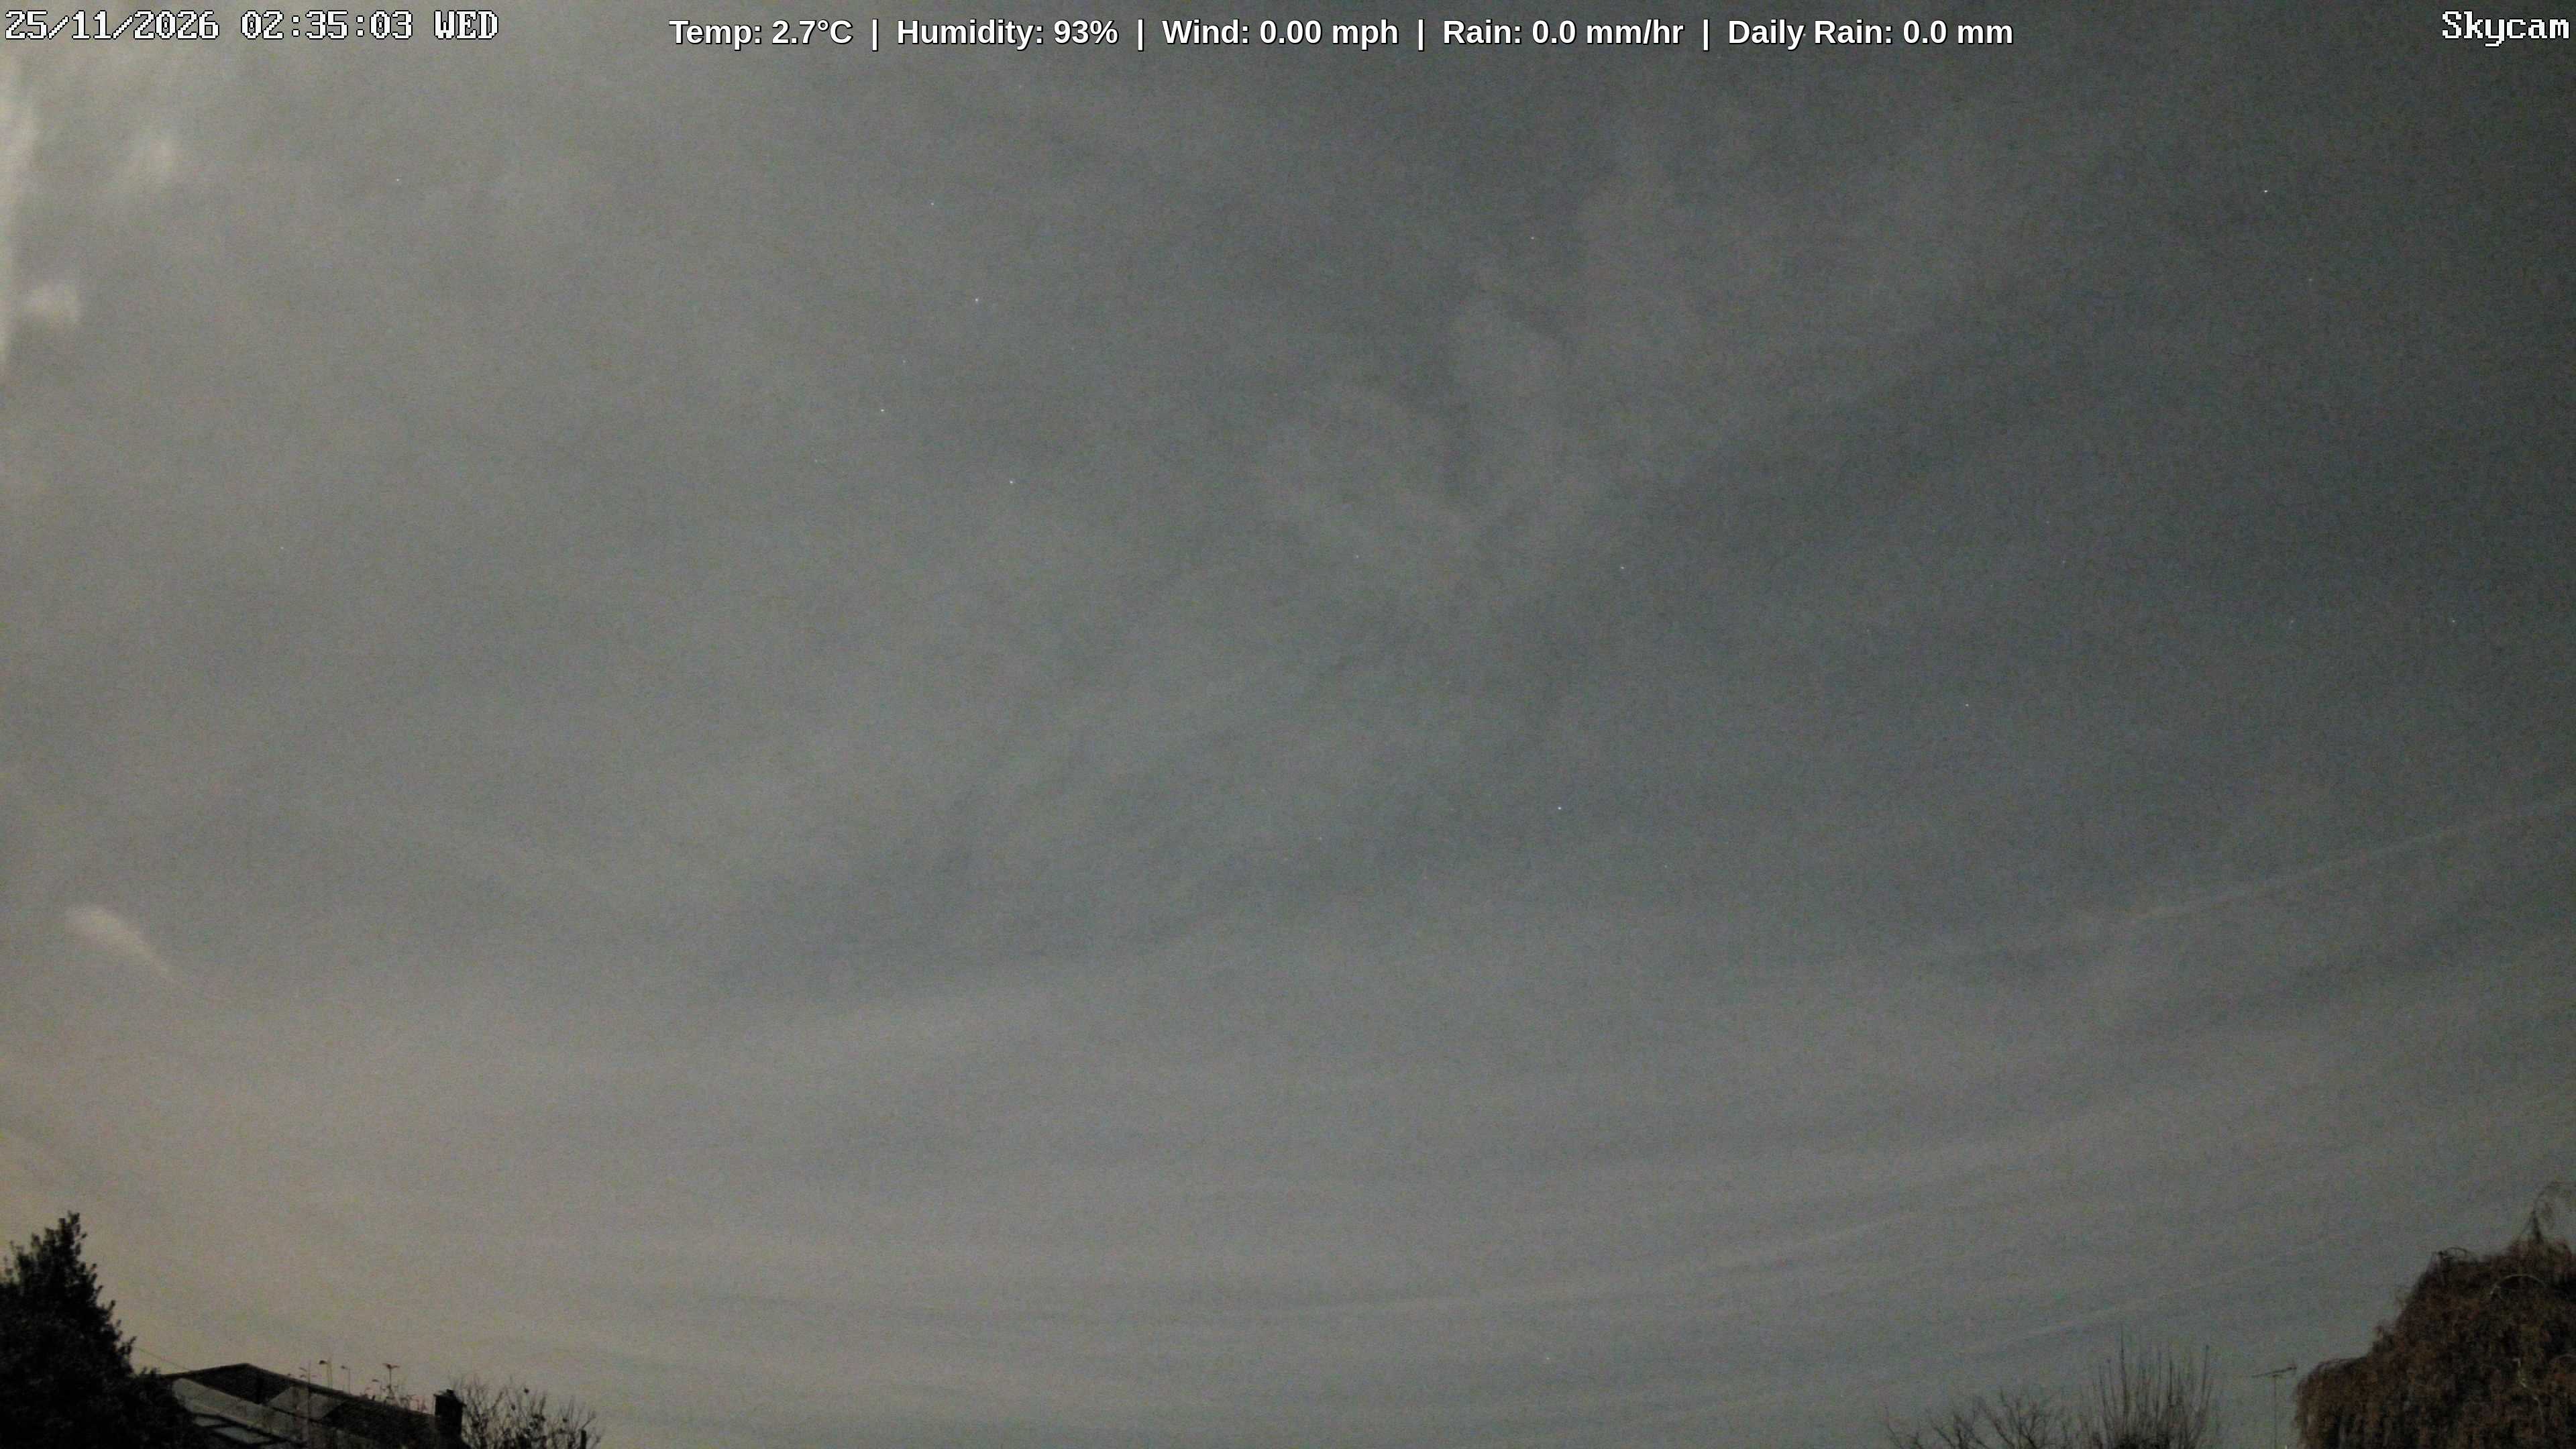 25/11/2026 02:35:03 WED
Temp: 2.7°C | Humidity: 93% | Wind: 0.00 mph | Rain: 0.0 mm/hr | Daily Rain: 0.0 mm
Skycam